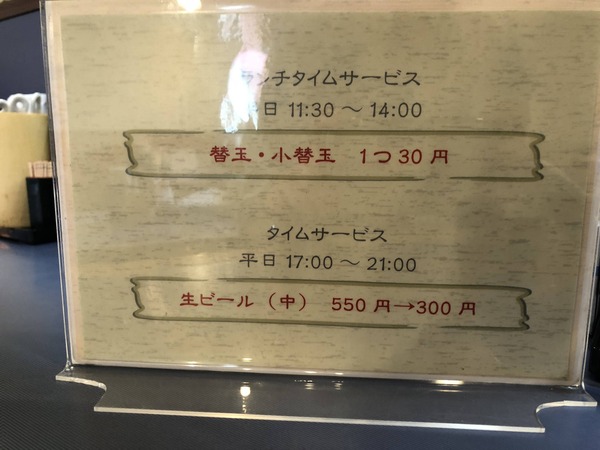 ランチタイムサービス
平日 11:30 ～ 14:00
替玉・小替玉 1つ30円
タイムサービス
平日 17:00 ～ 21:00
生ビール（中） 550円→300円